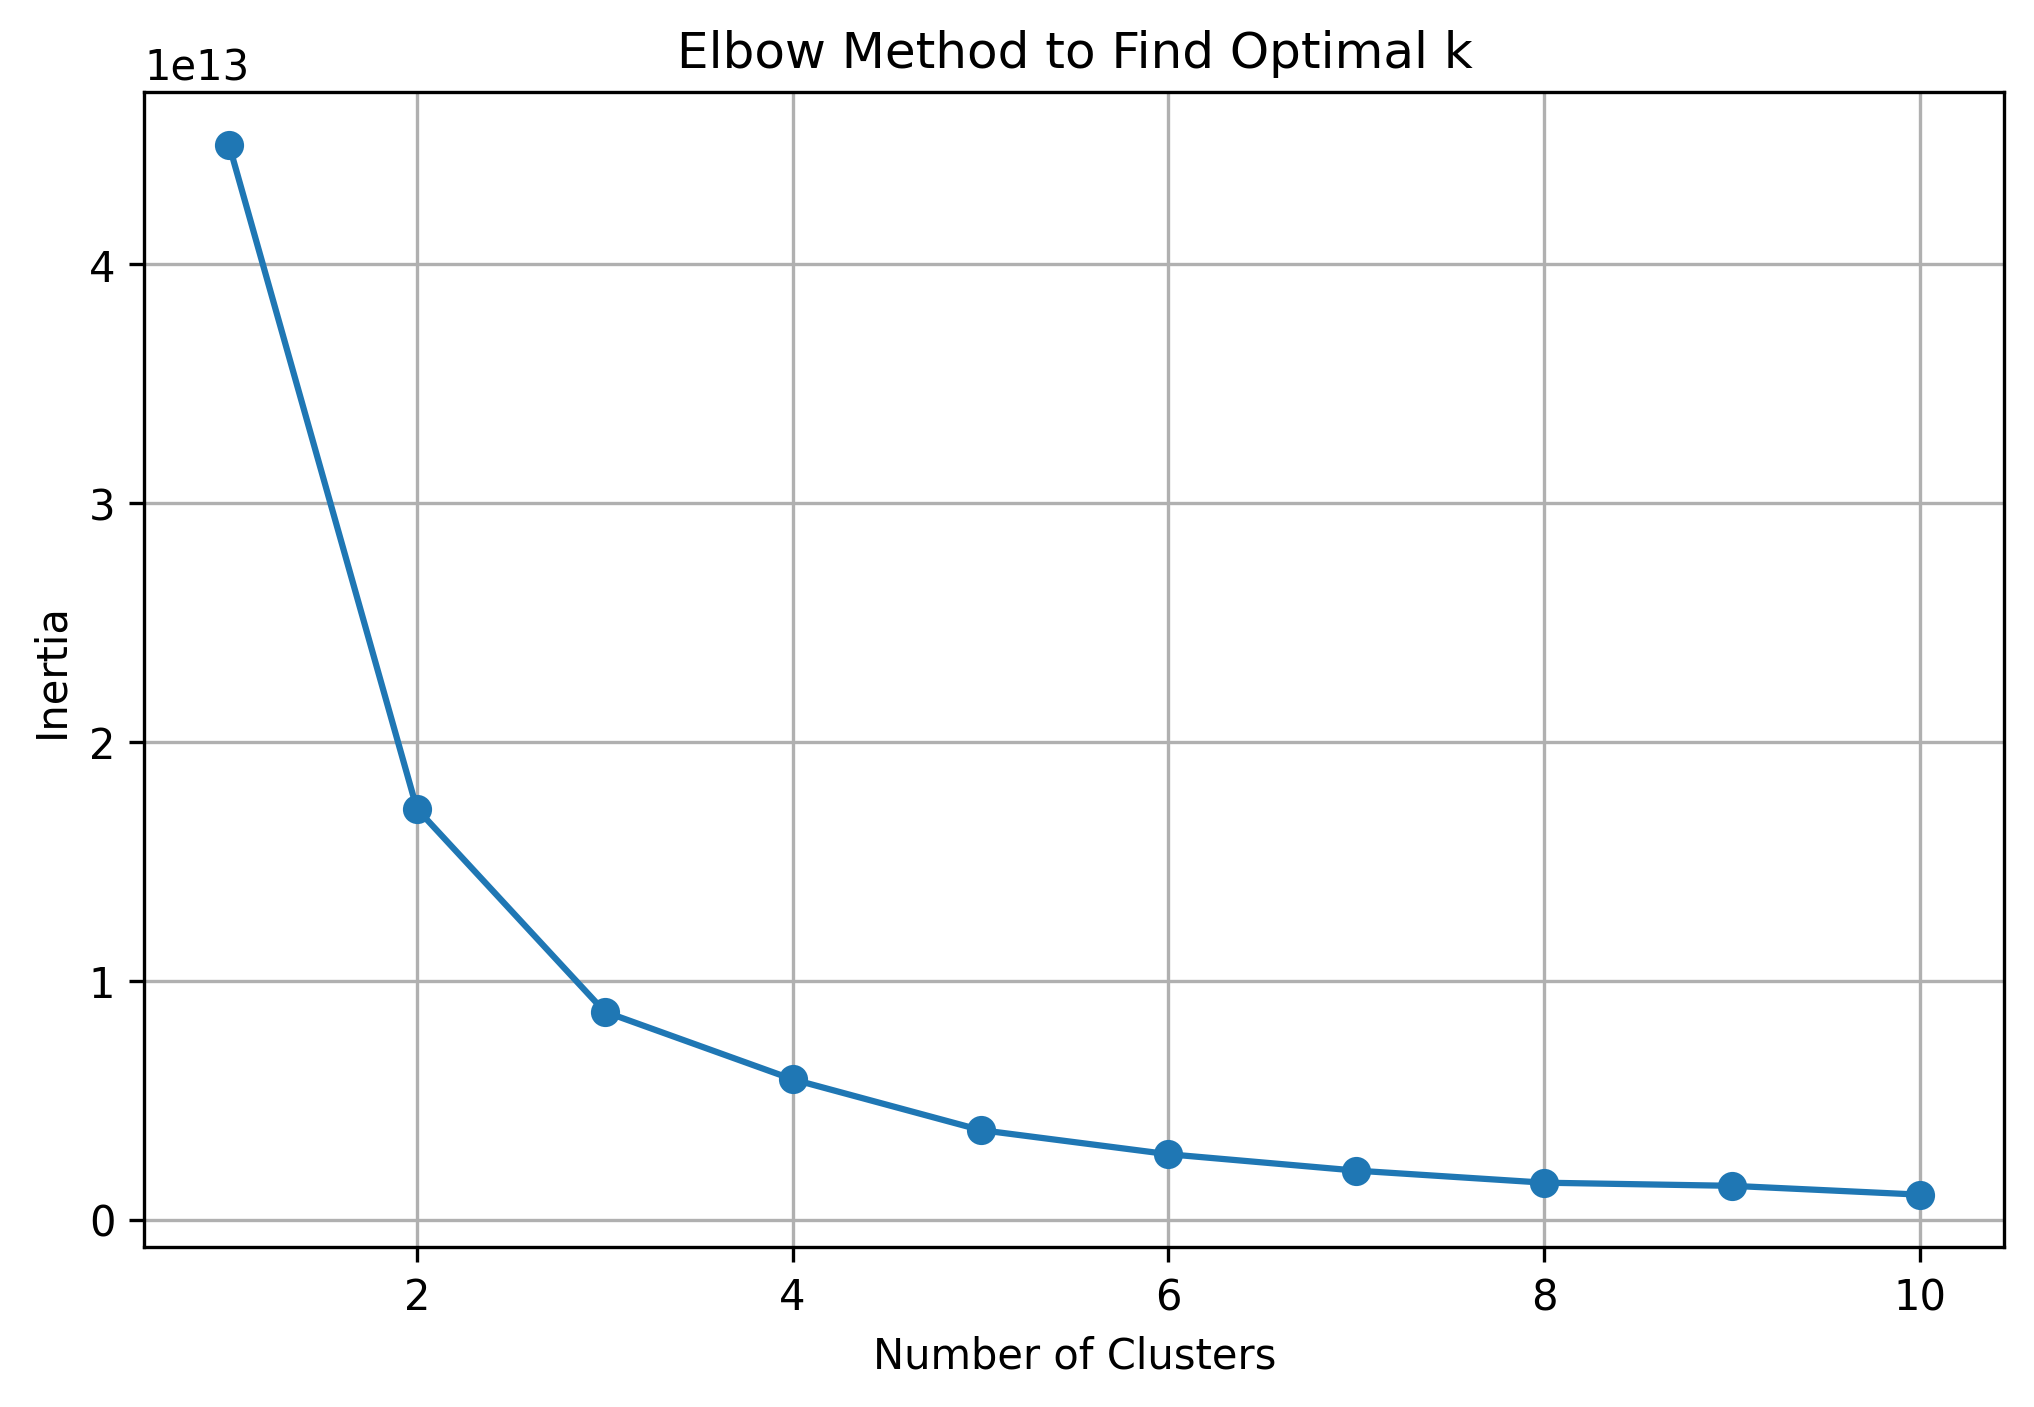 Elbow Method to Find Optimal k
1e13
4
3
2
1
0
Inertia
2 4 6 8 10
Number of Clusters